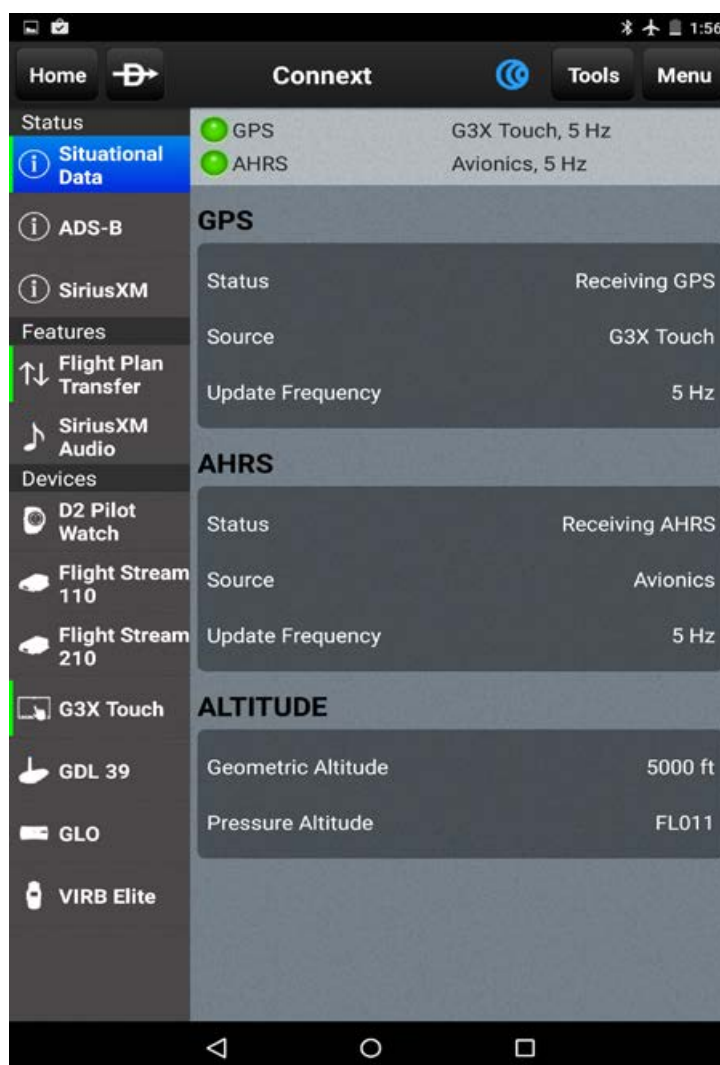 1:56
Home
Connext
Tools
Menu
Status
Situational
Data
ADS-B
SiriusXM
Features
Flight Plan
Transfer
SiriusXM
Audio
Devices
D2 Pilot
Watch
Flight Stream
110
Flight Stream
210
G3X Touch
GDL 39
GLO
VIRB Elite
GPS G3X Touch, 5 Hz
AHRS Avionics, 5 Hz
GPS
Status Receiving GPS
Source G3X Touch
Update Frequency 5 Hz
AHRS
Status Receiving AHRS
Source Avionics
Update Frequency 5 Hz
ALTITUDE
Geometric Altitude 5000 ft
Pressure Altitude FL011